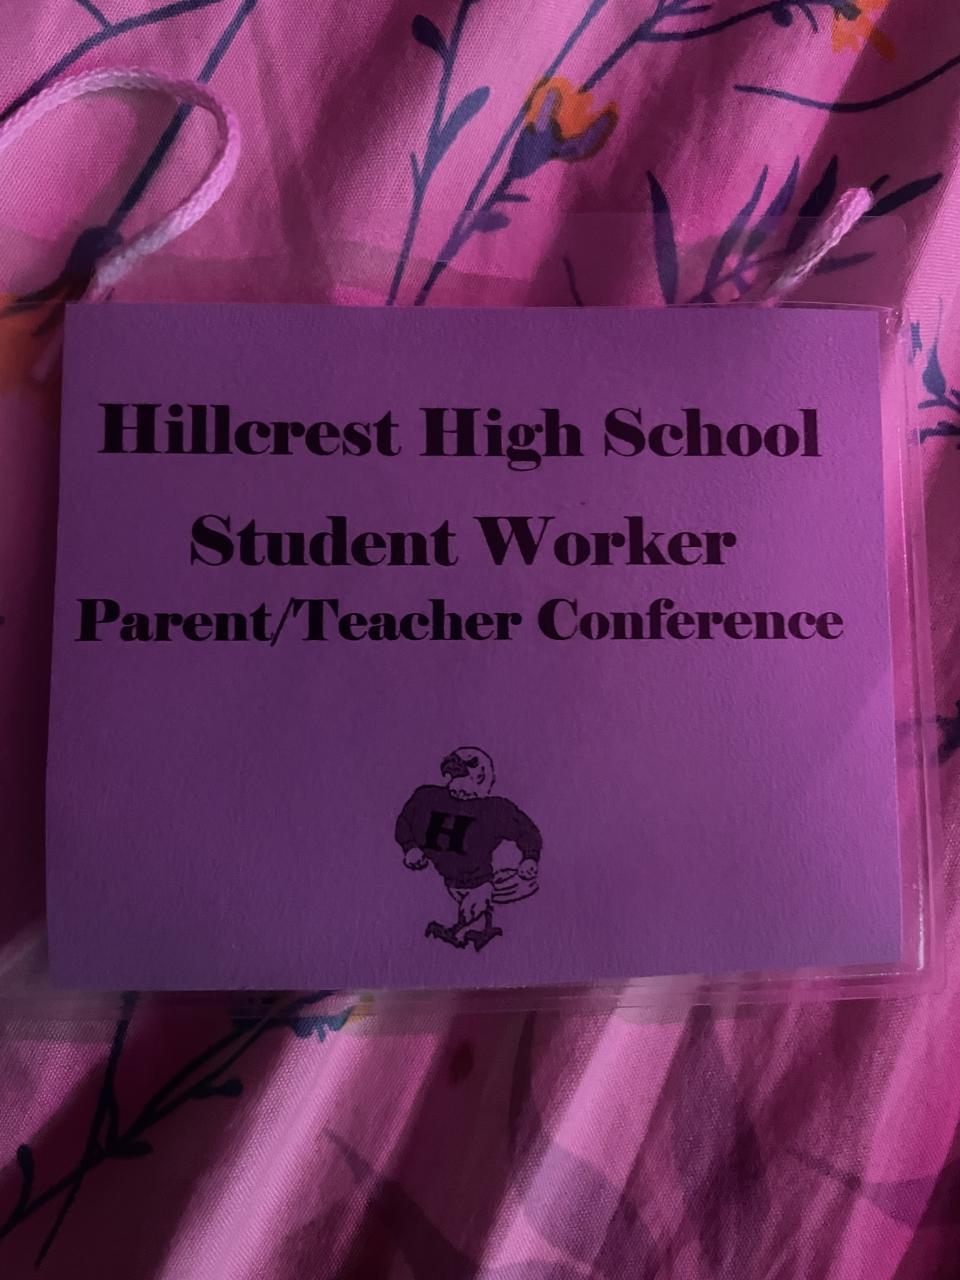 Hillcrest High School
Student Worker
Parent/Teacher Conference
H